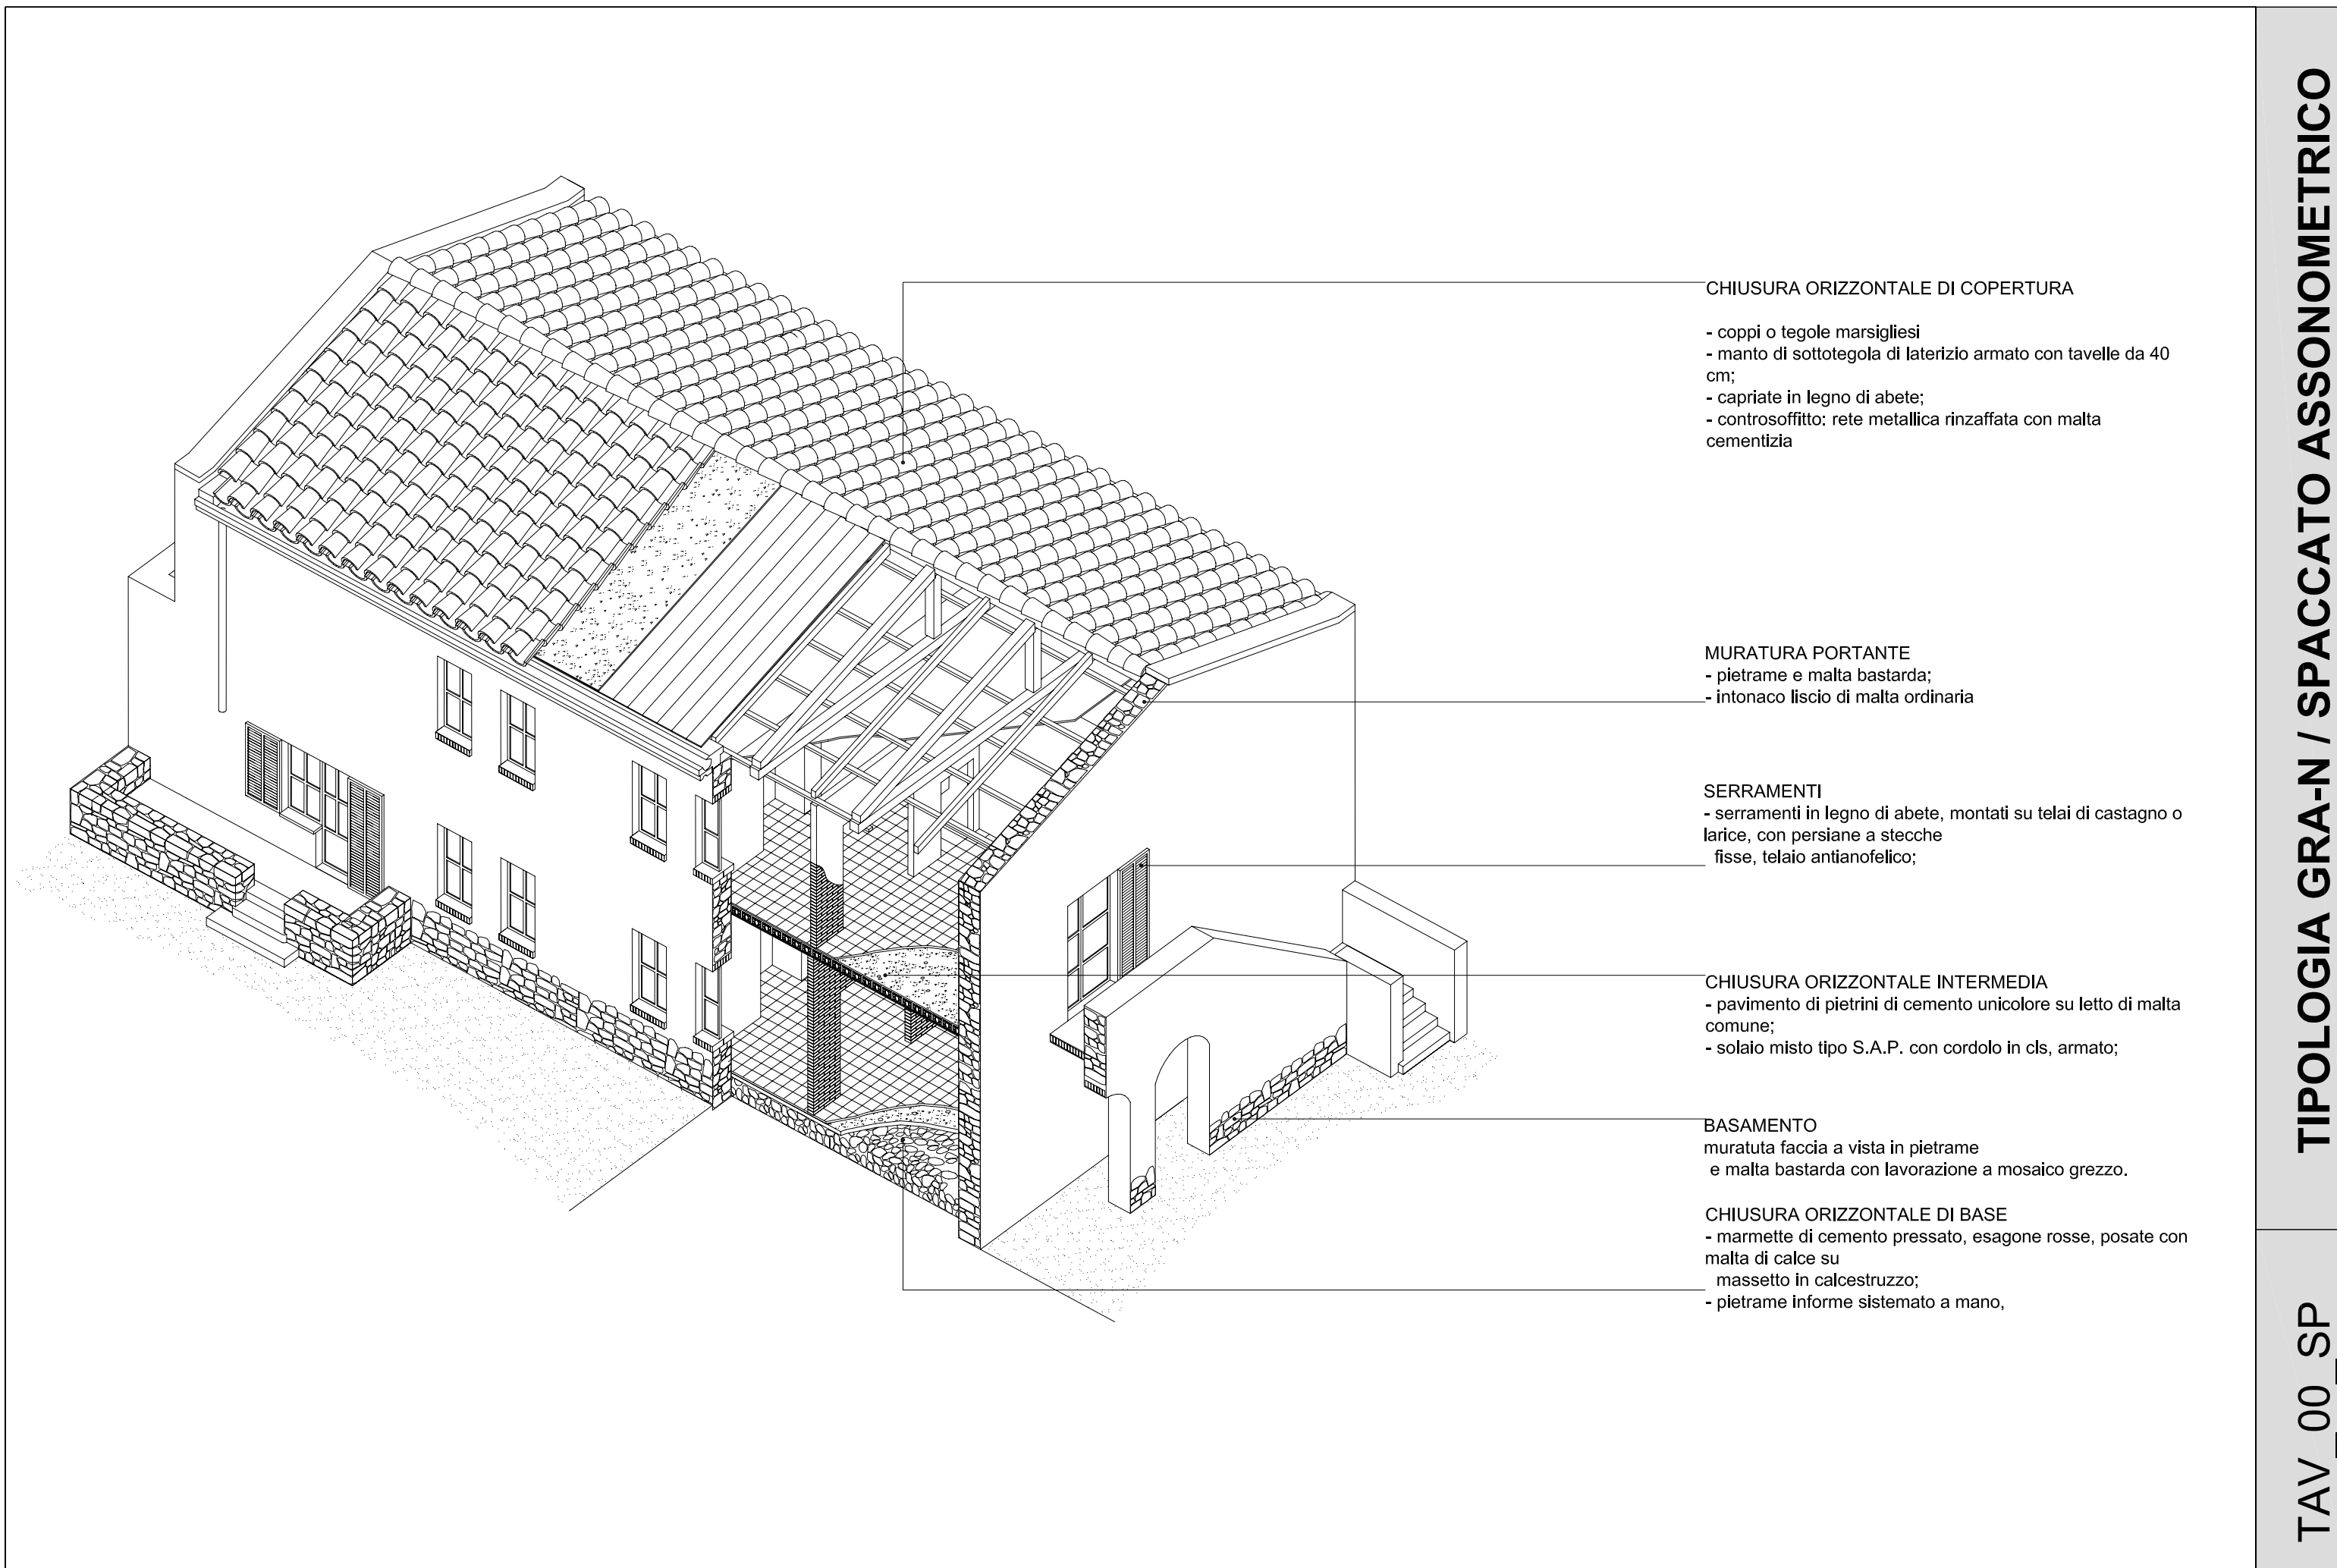 CHIUSURA ORIZZONTALE DI COPERTURA
- coppi o tegole marsigliesi
- manto di sottotegola di laterizio armato con tavelle da 40
cm;
- capriate in legno di abete;
- controsoffitto: rete metallica rinzaffata con malta
cementizia
MURATURA PORTANTE
- pietrame e malta bastarda;
- intonaco liscio di malta ordinaria
SERRAMENTI
- serramenti in legno di abete, montati su telai di castagno o
larice, con persiane a stecche
fisse, telaio antianofelico;
CHIUSURA ORIZZONTALE INTERMEDIA
- pavimento di pietrini di cemento unicolore su letto di malta
comune;
- solaio misto tipo S.A.P. con cordolo in cls, armato;
BASAMENTO
muratuta faccia a vista in pietrame
e malta bastarda con lavorazione a mosaico grezzo.
CHIUSURA ORIZZONTALE DI BASE
- marmette di cemento pressato, esagone rosse, posate con
malta di calce su
massetto in calcestruzzo;
- pietrame informe sistemato a mano,
TIPOLOGIA GRA-N / SPACCATO ASSONOMETRICO
TAV_00_SP